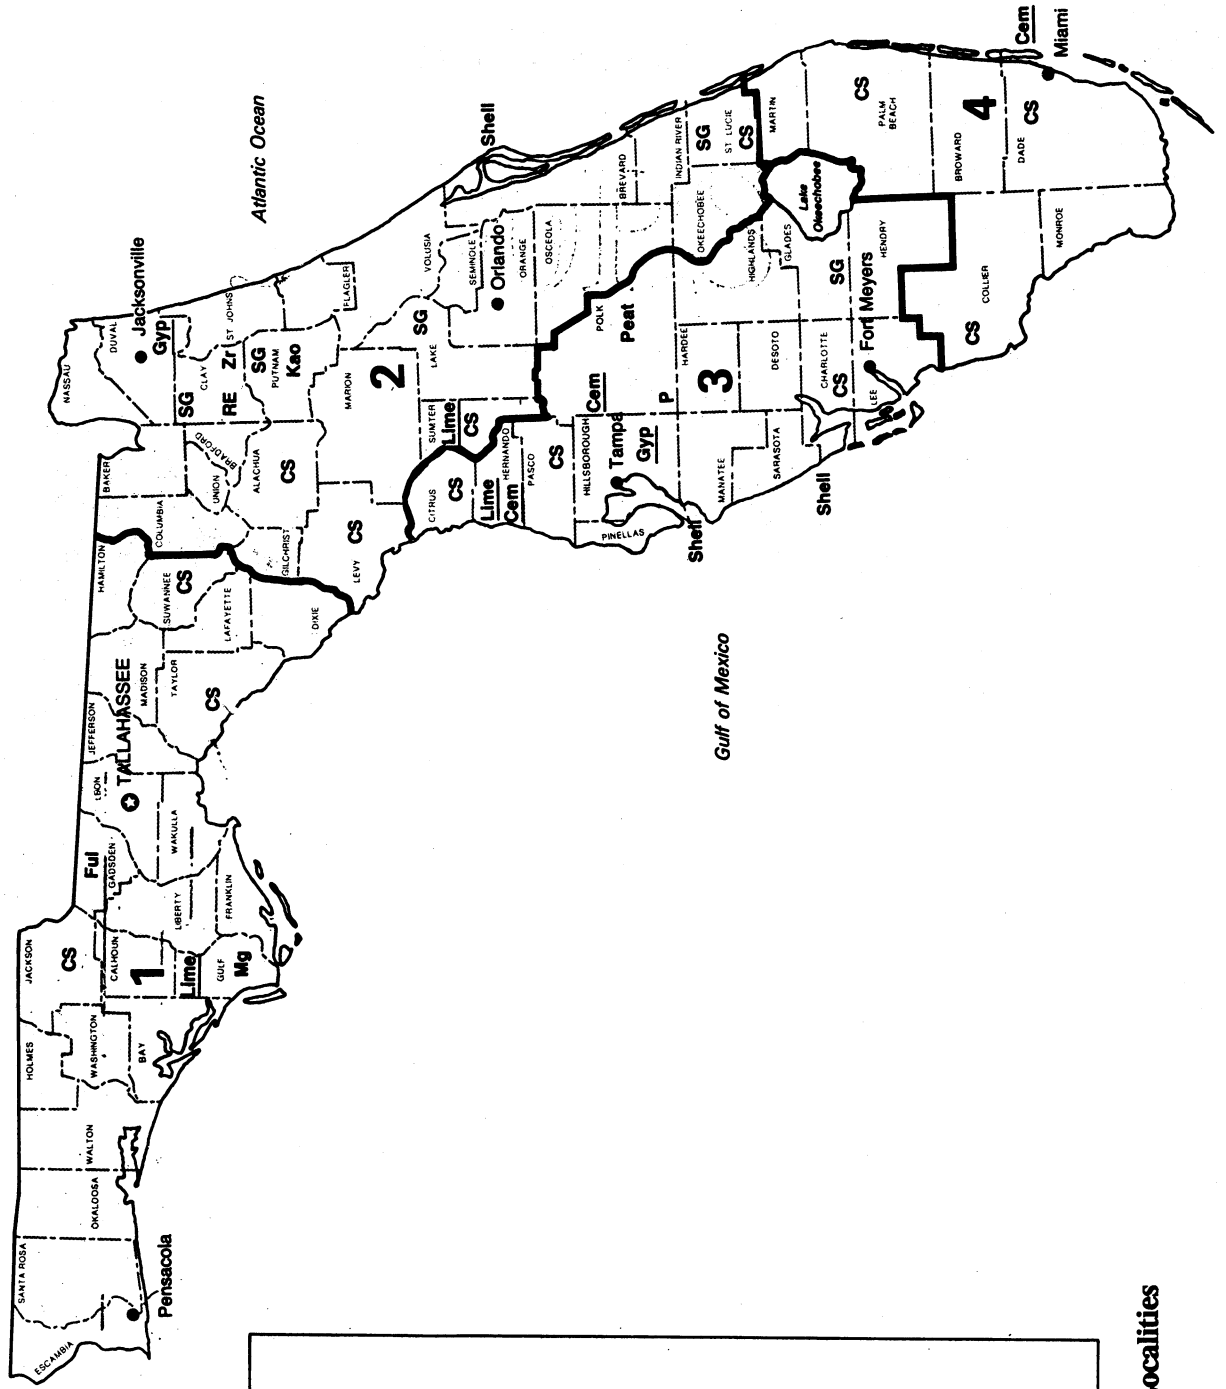 Atlantic Ocean
Gulf of Mexico
ESCAMBIA
SANTA ROSA
OKALOOSA
WALTON
HOLMES
WASHINGTON
BAY
JACKSON
CS
CALHOUN
1
Lime
GULF
Mg
LIBERTY
FRANKLIN
Ful
GADSDEN
LEON
WAKULLA
TALLAHASSEE
JEFFERSON
MADISON
TAYLOR
CS
HAMILTON
SUWANNEE
CS
LAFAYETTE
DIXIE
Pensacola
COLUMBIA
BAKER
NASSAU
DUVAL
Jacksonville
Gyp
UNION
BRADFORD
SG
CLAY
RE
Zr
ST JOHNS
ALACHUA
CS
GILCHRIST
LEVY
CS
SG
PUTNAM
Kao
FLAGLER
MARION
2
VOLUSIA
SG
LAKE
SEMINOLE
Orlando
ORANGE
SUMTER
Lime
CS
CITRUS
CS
Lime
Cem
HERNANDO
PASCO
CS
Shell
OSCEOLA
BREVARD
INDIAN RIVER
SG
ST LUCIE
CS
POLK
Peat
Cem
P
HILLSBOROUGH
Tampa
Gyp
PINELLAS
Shell
MANATEE
HARDEE
3
DESOTO
SARASOTA
Shell
OKEECHOBEE
HIGHLANDS
GLADES
Lake
Okeechobee
CHARLOTTE
CS
SG
HENDRY
LEE
Fort Meyers
MARTIN
PALM
BEACH
CS
BROWARD
4
DADE
CS
COLLIER
CS
MONROE
Cem
Miami
ocalities